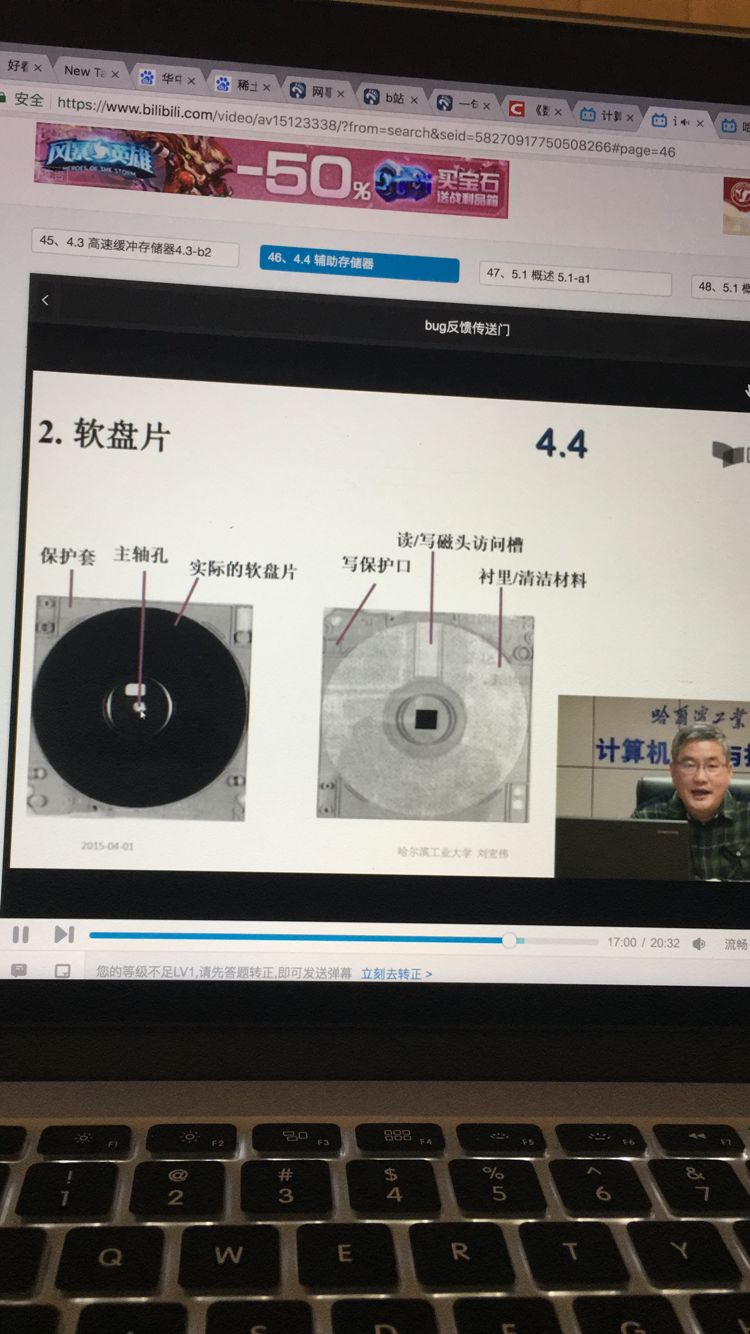 好看
New Ta
华中
稀土
网哥
b站
一句
《数
计算
安全 https://www.bilibili.com/video/av15123338/?from=search&seid=58270917750508266#page=46
风暴英雄
HEROES OF THE STORM
-50%
买宝石
送战利品箱
45、4.3 高速缓冲存储器4.3-b2
46、4.4 辅助存储器
47、5.1 概述 5.1-a1
48、5.1 概
bug反馈传送门
2. 软盘片
4.4
保护套
主轴孔
实际的软盘片
写保护口
读/写磁头访问槽
衬里/清洁材料
哈尔滨工业
计算机
2015-04-01
哈尔滨工业大学 刘宏伟
17:00 / 20:32
流畅
您的等级不足LV1,请先答题转正,即可发送弹幕 立刻去转正 >
F1 F2 F3 F4 F5 F6 F7
! @ # $ % ^ &
1 2 3 4 5 6 7
Q W E R T Y